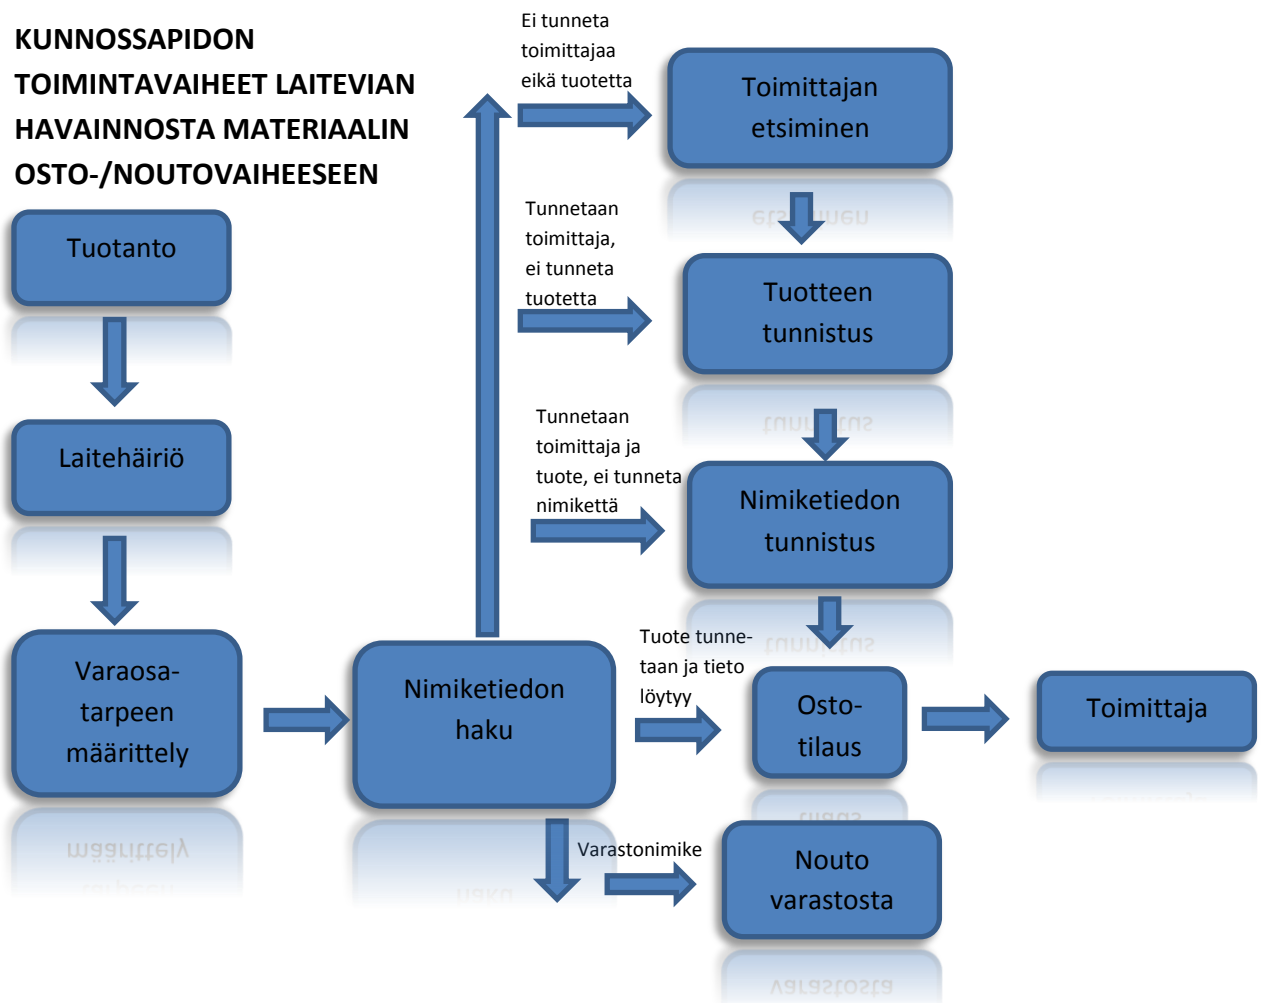 KUNNOSSAPIDON
TOIMINTAVAIHEET LAITEVIAN
HAVAINNOSTA MATERIAALIN
OSTO-/NOUTOVAIHEESEEN
Tuotanto
Laitehäiriö
Varaosa-
tarpeen
määrittely
Nimiketiedon
haku
Ei tunneta
toimittajaa
eikä tuotetta
Toimittajan
etsiminen
Tunnetaan
toimittaja,
ei tunneta
tuotetta
Tuotteen
tunnistus
Tunnetaan
toimittaja ja
tuote, ei tunneta
nimikettä
Nimiketiedon
tunnistus
Tuote tunne-
taan ja tieto
löytyy
Osto-
tilaus
Toimittaja
Varastonimike
Nouto
varastosta